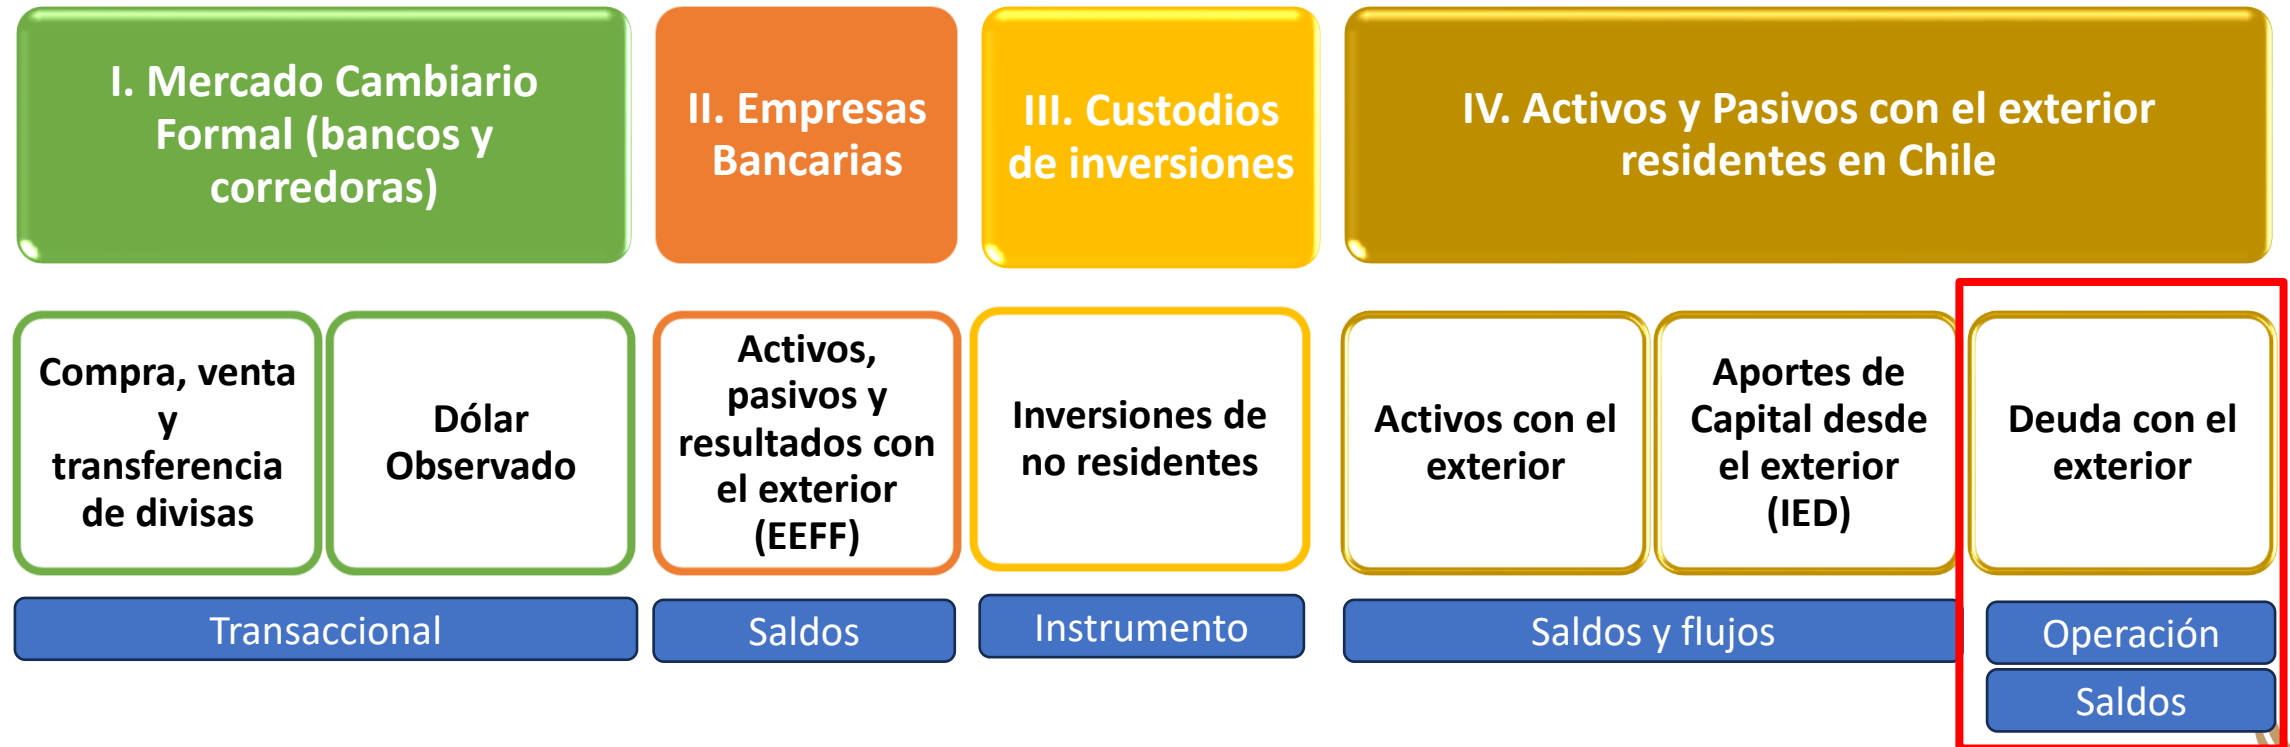 I. Mercado Cambiario
Formal (bancos y
corredoras)
II. Empresas
Bancarias
III. Custodios
de inversiones
IV. Activos y Pasivos con el exterior
residentes en Chile
Compra, venta
y
transferencia
de divisas
Dólar
Observado
Activos,
pasivos y
resultados con
el exterior
(EEFF)
Inversiones de
no residentes
Activos con el
exterior
Aportes de
Capital desde
el exterior
(IED)
Deuda con el
exterior
Transaccional
Saldos
Instrumento
Saldos y flujos
Operación
Saldos